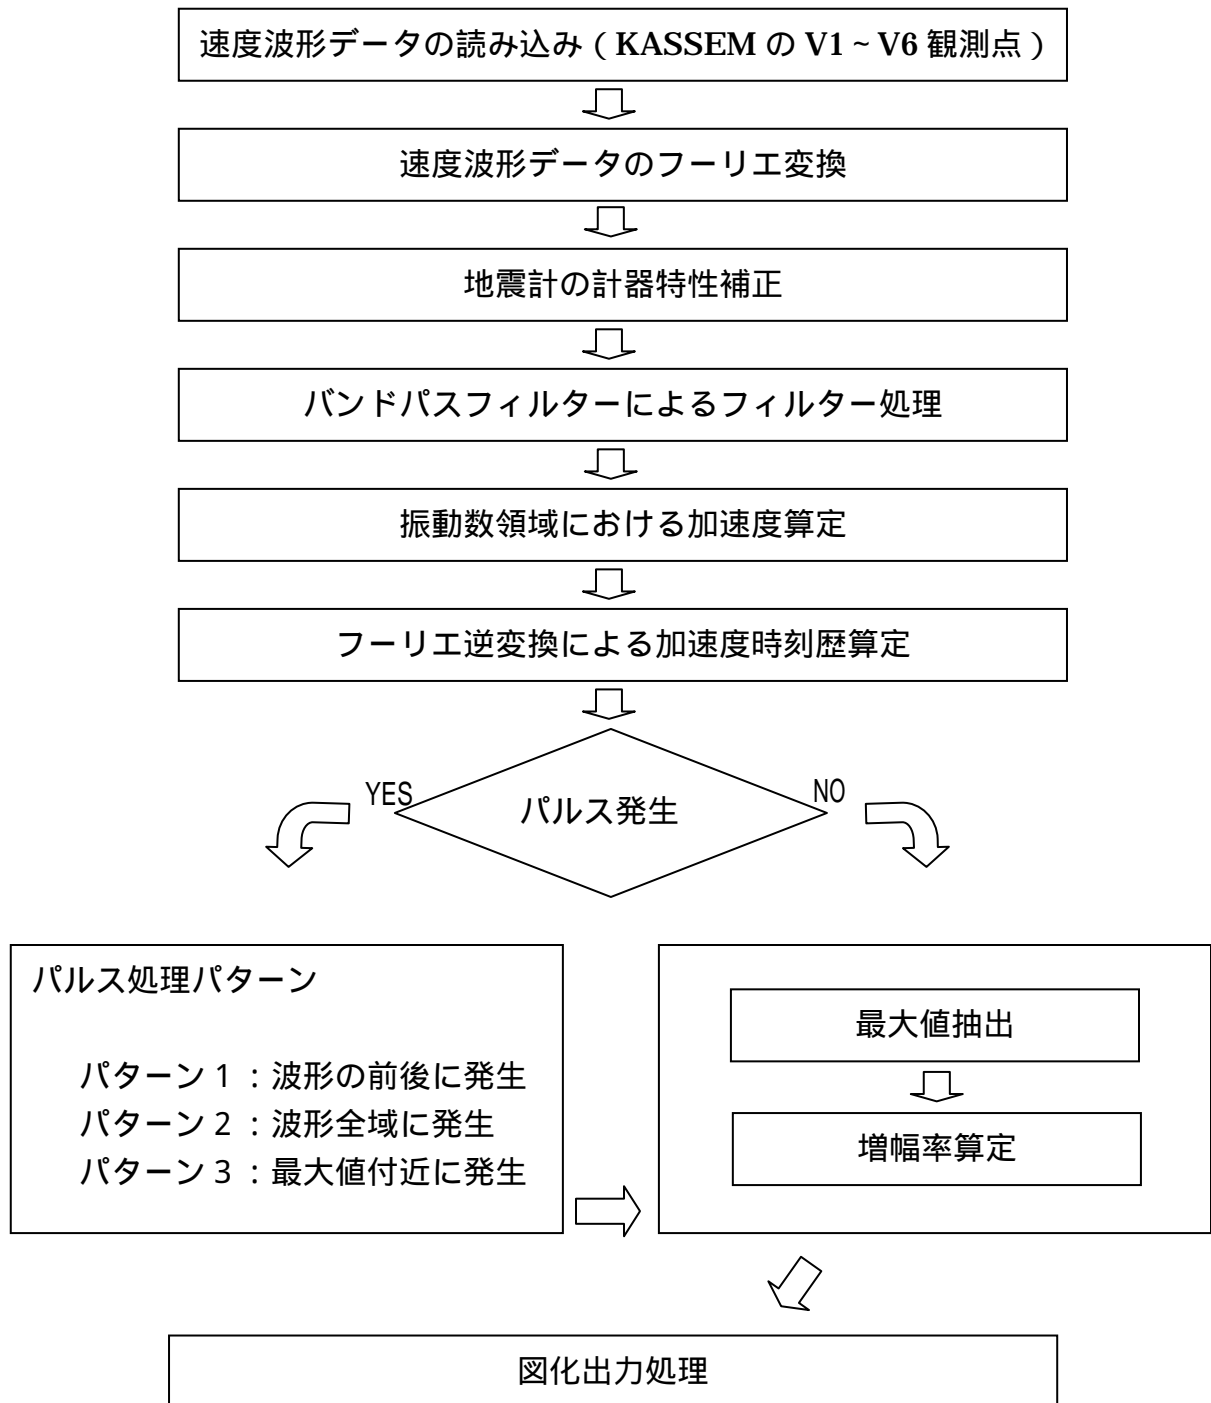 速度波形データの読み込み（KASSEM の V1 ~ V6 観測点）
速度波形データのフーリエ変換
地震計の計器特性補正
バンドパスフィルターによるフィルター処理
振動数領域における加速度算定
フーリエ逆変換による加速度時刻歴算定
YES
パルス発生
NO
パルス処理パターン
パターン 1 ：波形の前後に発生
パターン 2 ：波形全域に発生
パターン 3 ：最大値付近に発生
最大値抽出
増幅率算定
図化出力処理